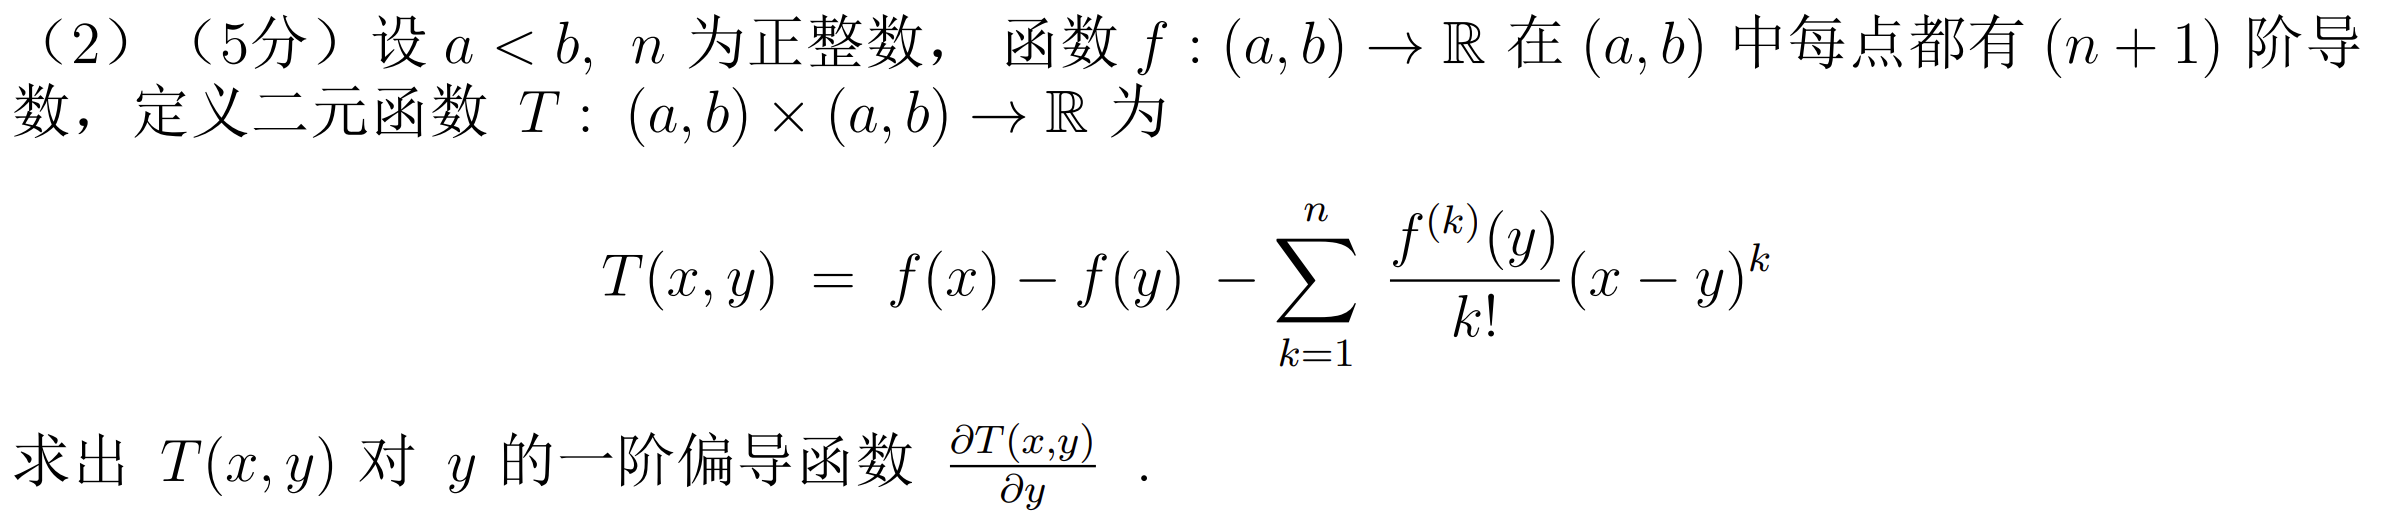 （2）（5分）设 a < b, n 为正整数， 函数 f : (a, b) → ℝ 在 (a, b) 中每点都有 (n + 1) 阶导
数，定义二元函数 T : (a, b) × (a, b) → ℝ 为
T(x, y) = f(x) − f(y) − \sum_{k=1}^{n} \frac{f^{(k)}(y)}{k!}(x − y)^k
求出 T(x, y) 对 y 的一阶偏导函数 \frac{∂T(x,y)}{∂y} .